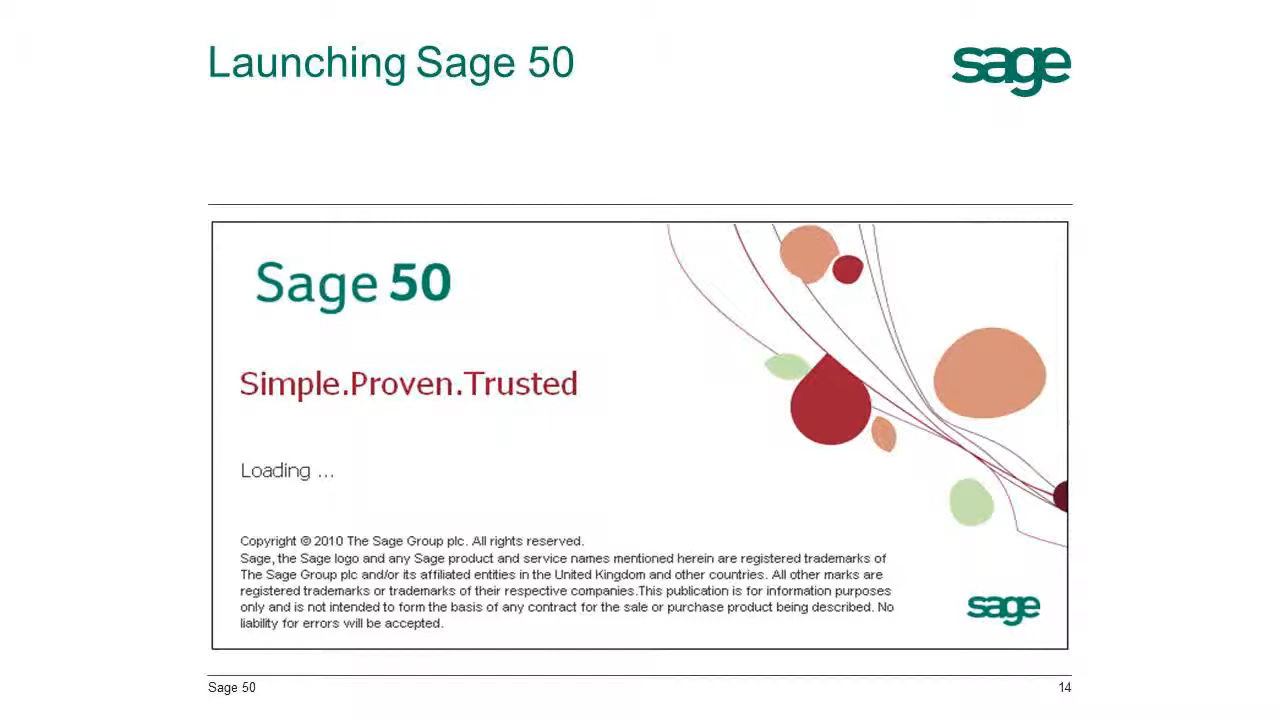 Launching Sage 50
sage
Sage 50
Simple.Proven.Trusted
Loading ...
Copyright © 2010 The Sage Group plc. All rights reserved.
Sage, the Sage logo and any Sage product and service names mentioned herein are registered trademarks of
The Sage Group plc and/or its affiliated entities in the United Kingdom and other countries. All other marks are
registered trademarks or trademarks of their respective companies.This publication is for information purposes
only and is not intended to form the basis of any contract for the sale or purchase product being described. No
liability for errors will be accepted.
sage
Sage 50
14